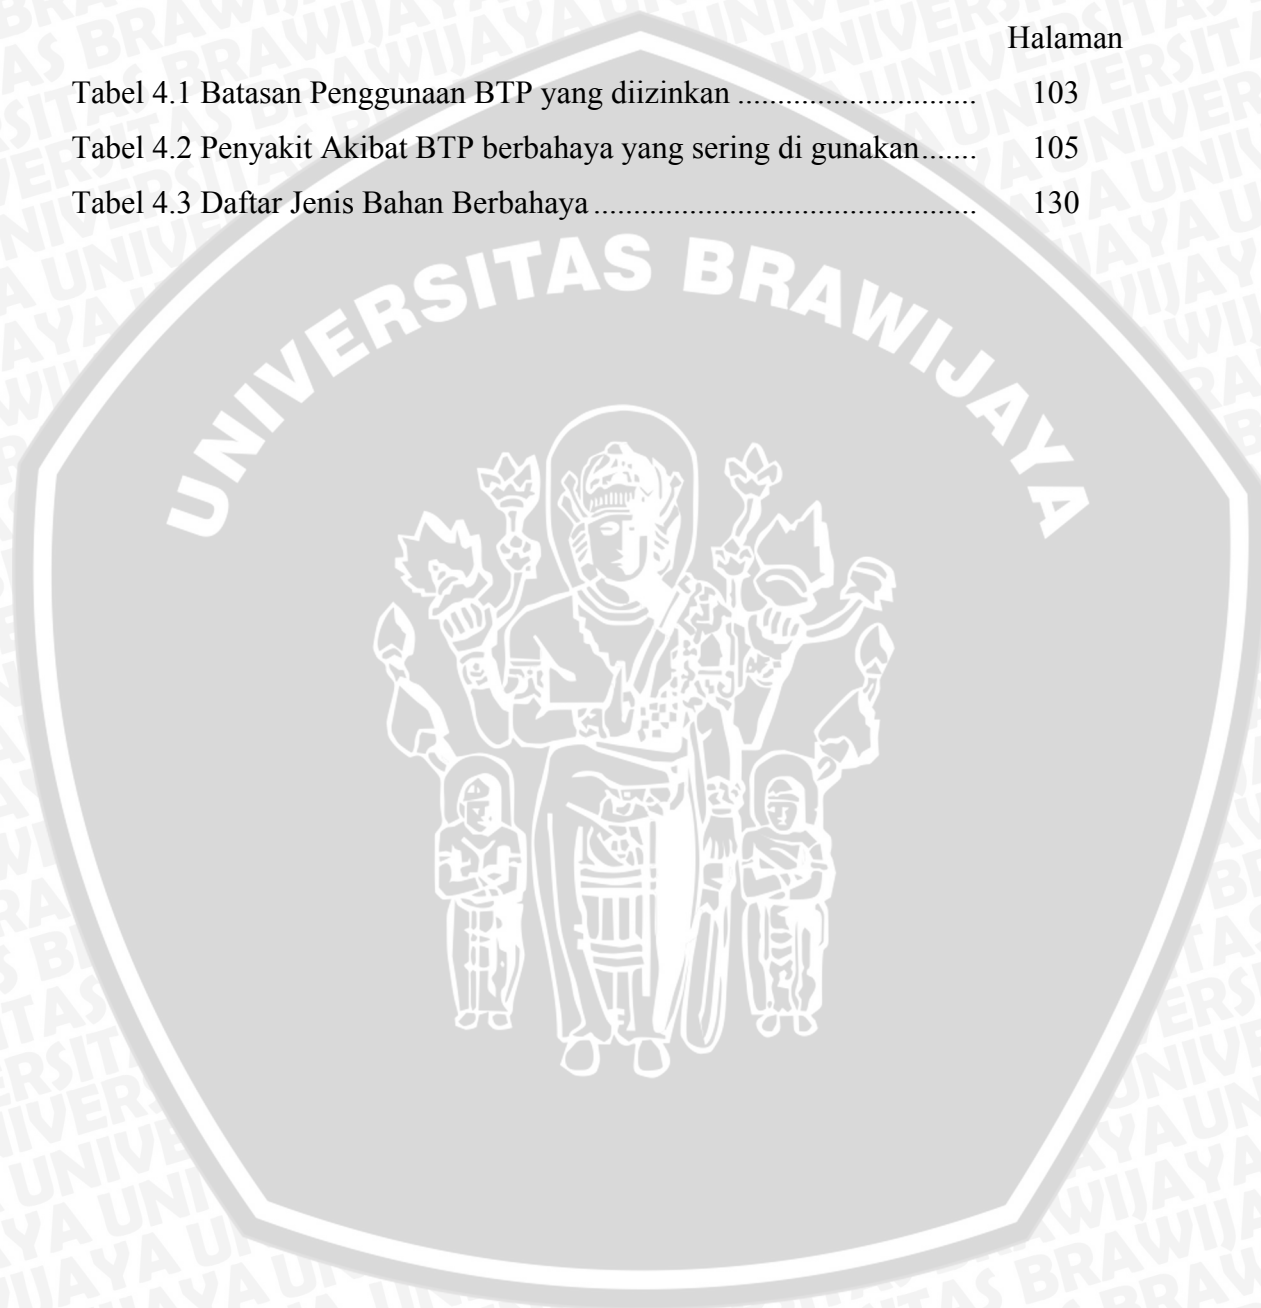 Halaman
Tabel 4.1 Batasan Penggunaan BTP yang diizinkan .............................. 103
Tabel 4.2 Penyakit Akibat BTP berbahaya yang sering di gunakan....... 105
Tabel 4.3 Daftar Jenis Bahan Berbahaya ................................................ 130
UNIVERSITAS BRAWIJAYA